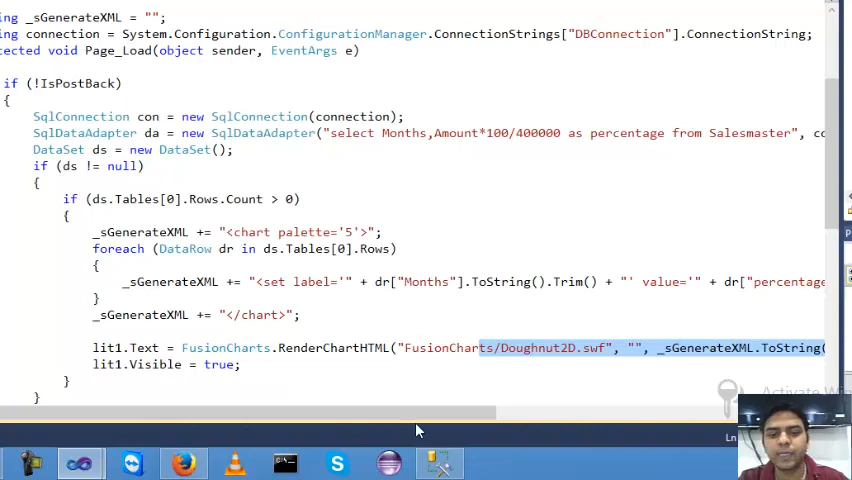 ing _sGenerateXML = "";
ing connection = System.Configuration.ConfigurationManager.ConnectionStrings["DBConnection"].ConnectionString;
tected void Page_Load(object sender, EventArgs e)
if (!IsPostBack)
{
SqlConnection con = new SqlConnection(connection);
SqlDataAdapter da = new SqlDataAdapter("select Months,Amount*100/400000 as percentage from Salesmaster", co
DataSet ds = new DataSet();
if (ds != null)
{
if (ds.Tables[0].Rows.Count > 0)
{
_sGenerateXML += "<chart palette='5'>";
foreach (DataRow dr in ds.Tables[0].Rows)
{
_sGenerateXML += "<set label='" + dr["Months"].ToString().Trim() + "' value='" + dr["percentage
}
_sGenerateXML += "</chart>";
lit1.Text = FusionCharts.RenderChartHTML("FusionCharts/Doughnut2D.swf", "", _sGenerateXML.ToString(
lit1.Visible = true;
}
}
Activate Win
Ln